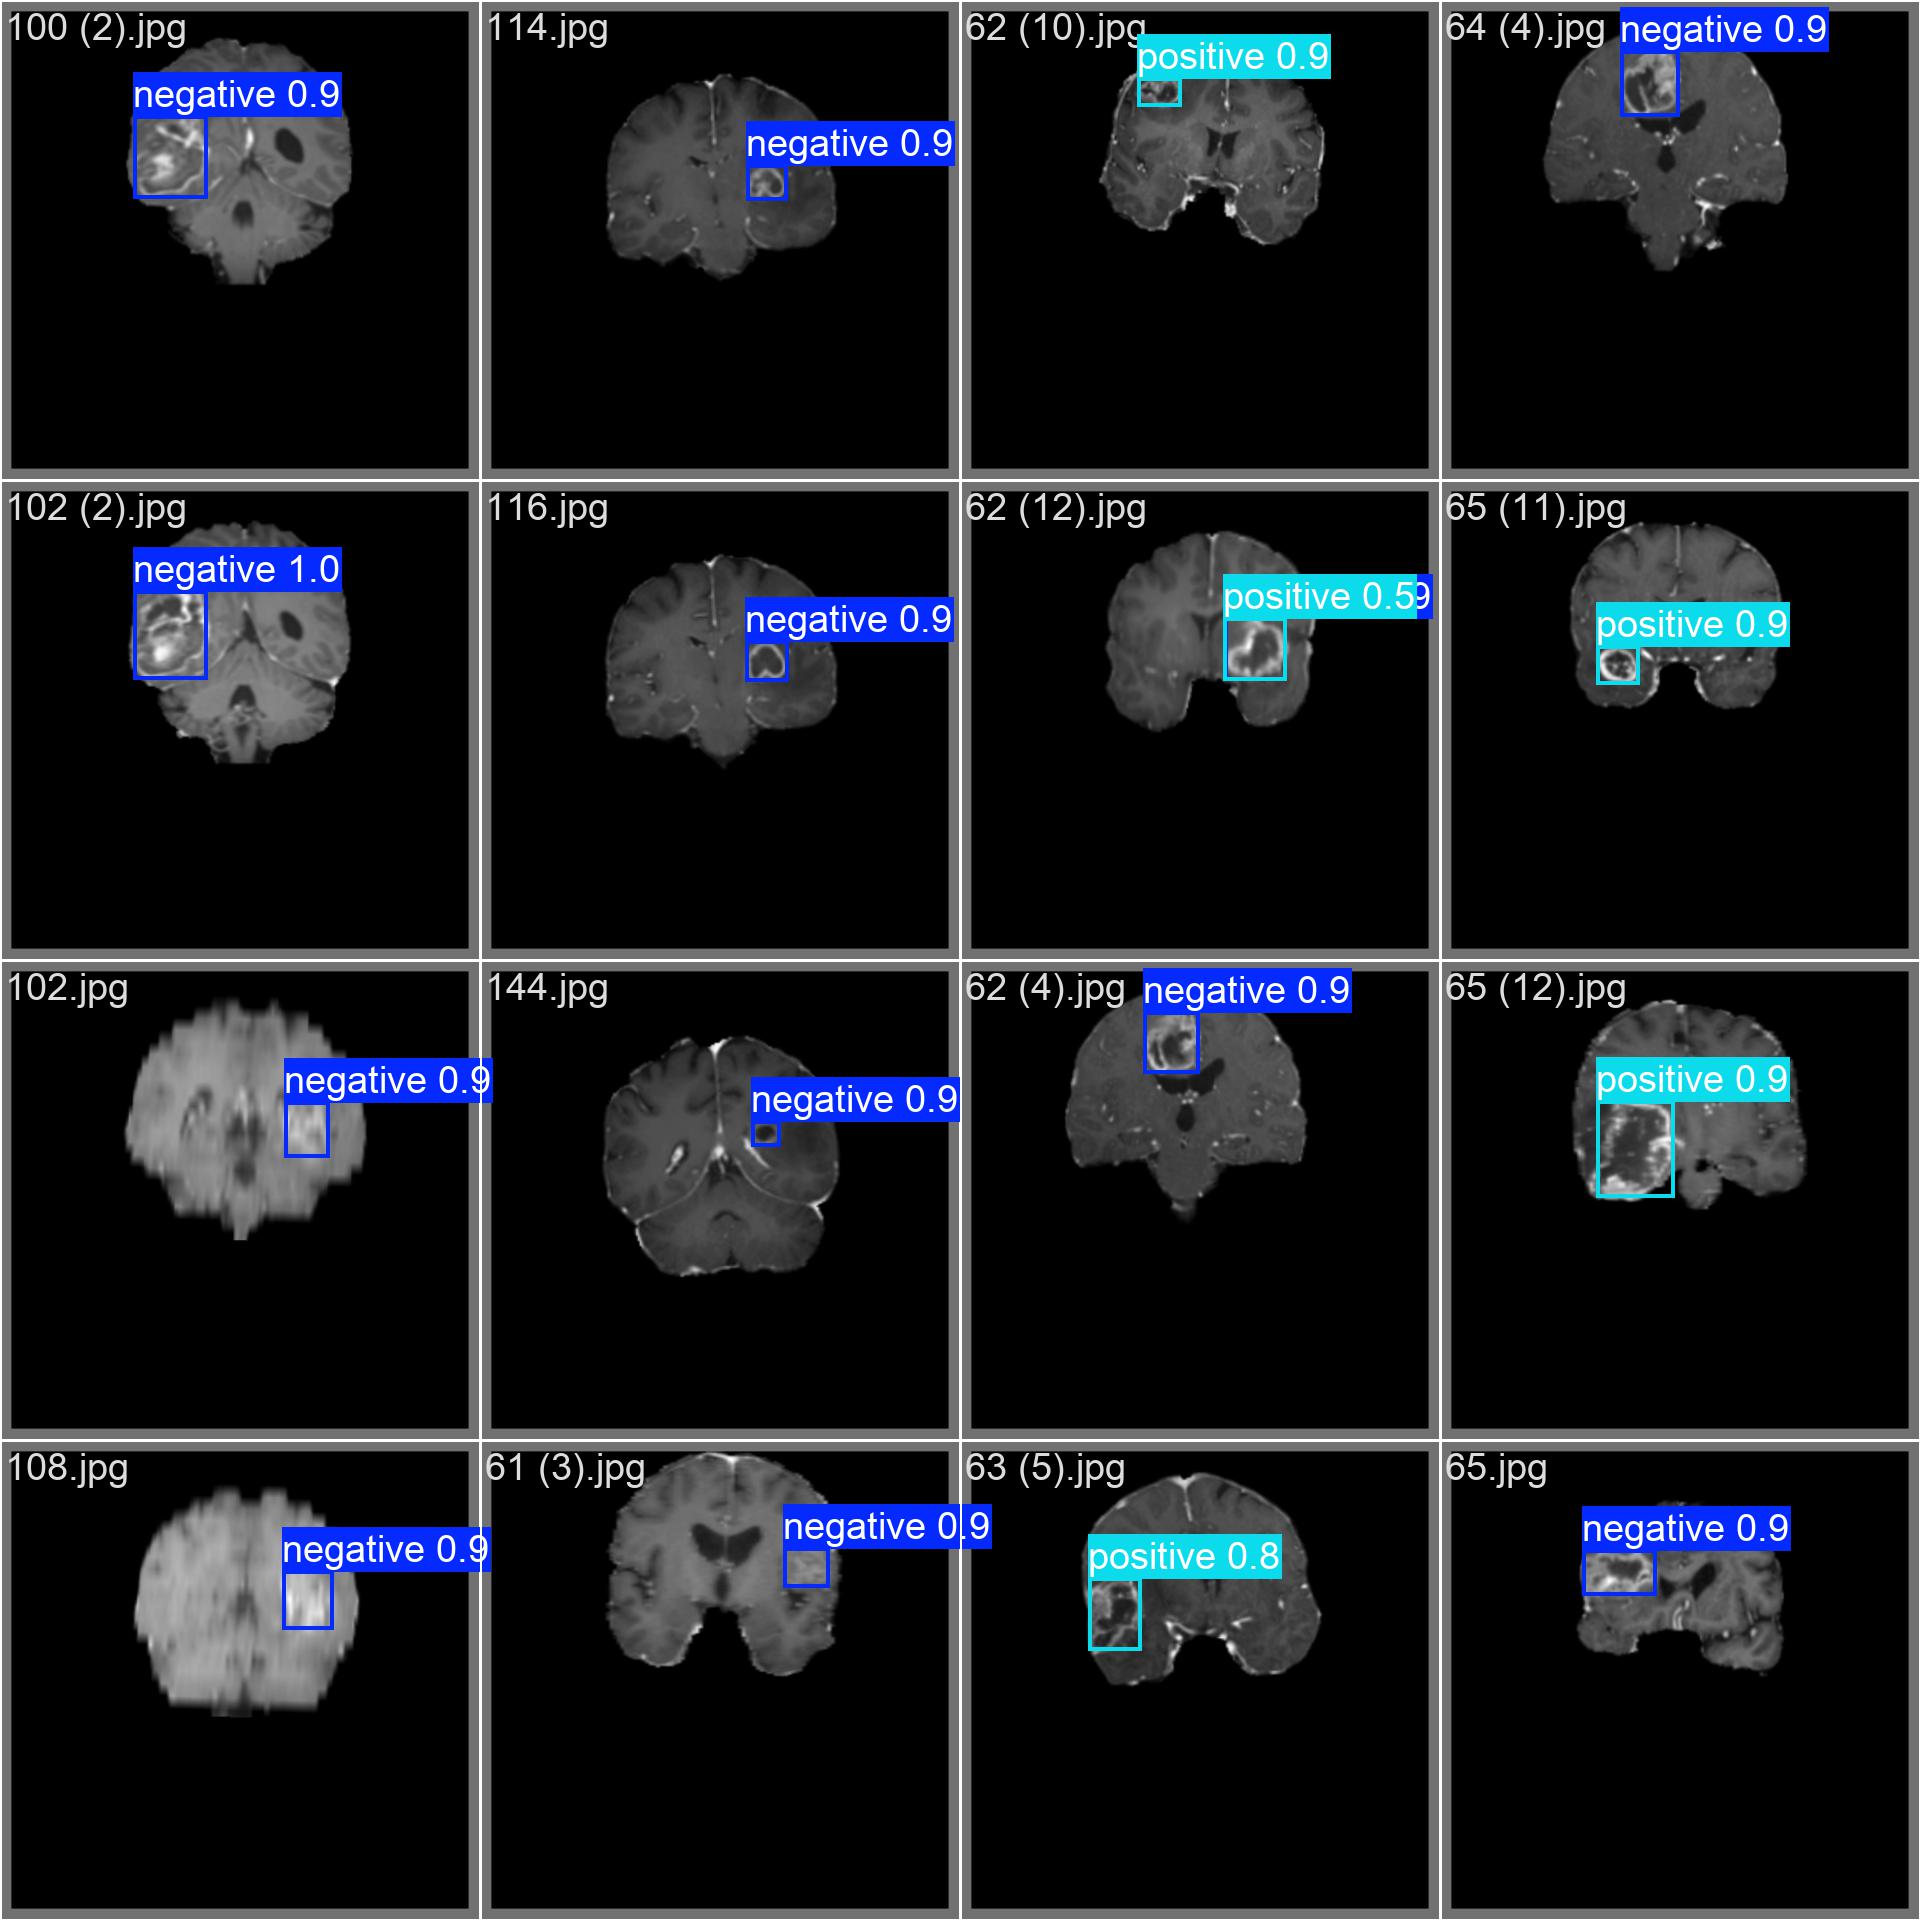 100 (2).jpg
negative 0.9
114.jpg
negative 0.9
62 (10).jpg
positive 0.9
64 (4).jpg
negative 0.9
102 (2).jpg
negative 1.0
116.jpg
negative 0.9
62 (12).jpg
positive 0.5
9
65 (11).jpg
positive 0.9
102.jpg
negative 0.9
144.jpg
negative 0.9
62 (4).jpg
negative 0.9
65 (12).jpg
positive 0.9
108.jpg
negative 0.9
61 (3).jpg
negative 0.9
63 (5).jpg
positive 0.8
65.jpg
negative 0.9